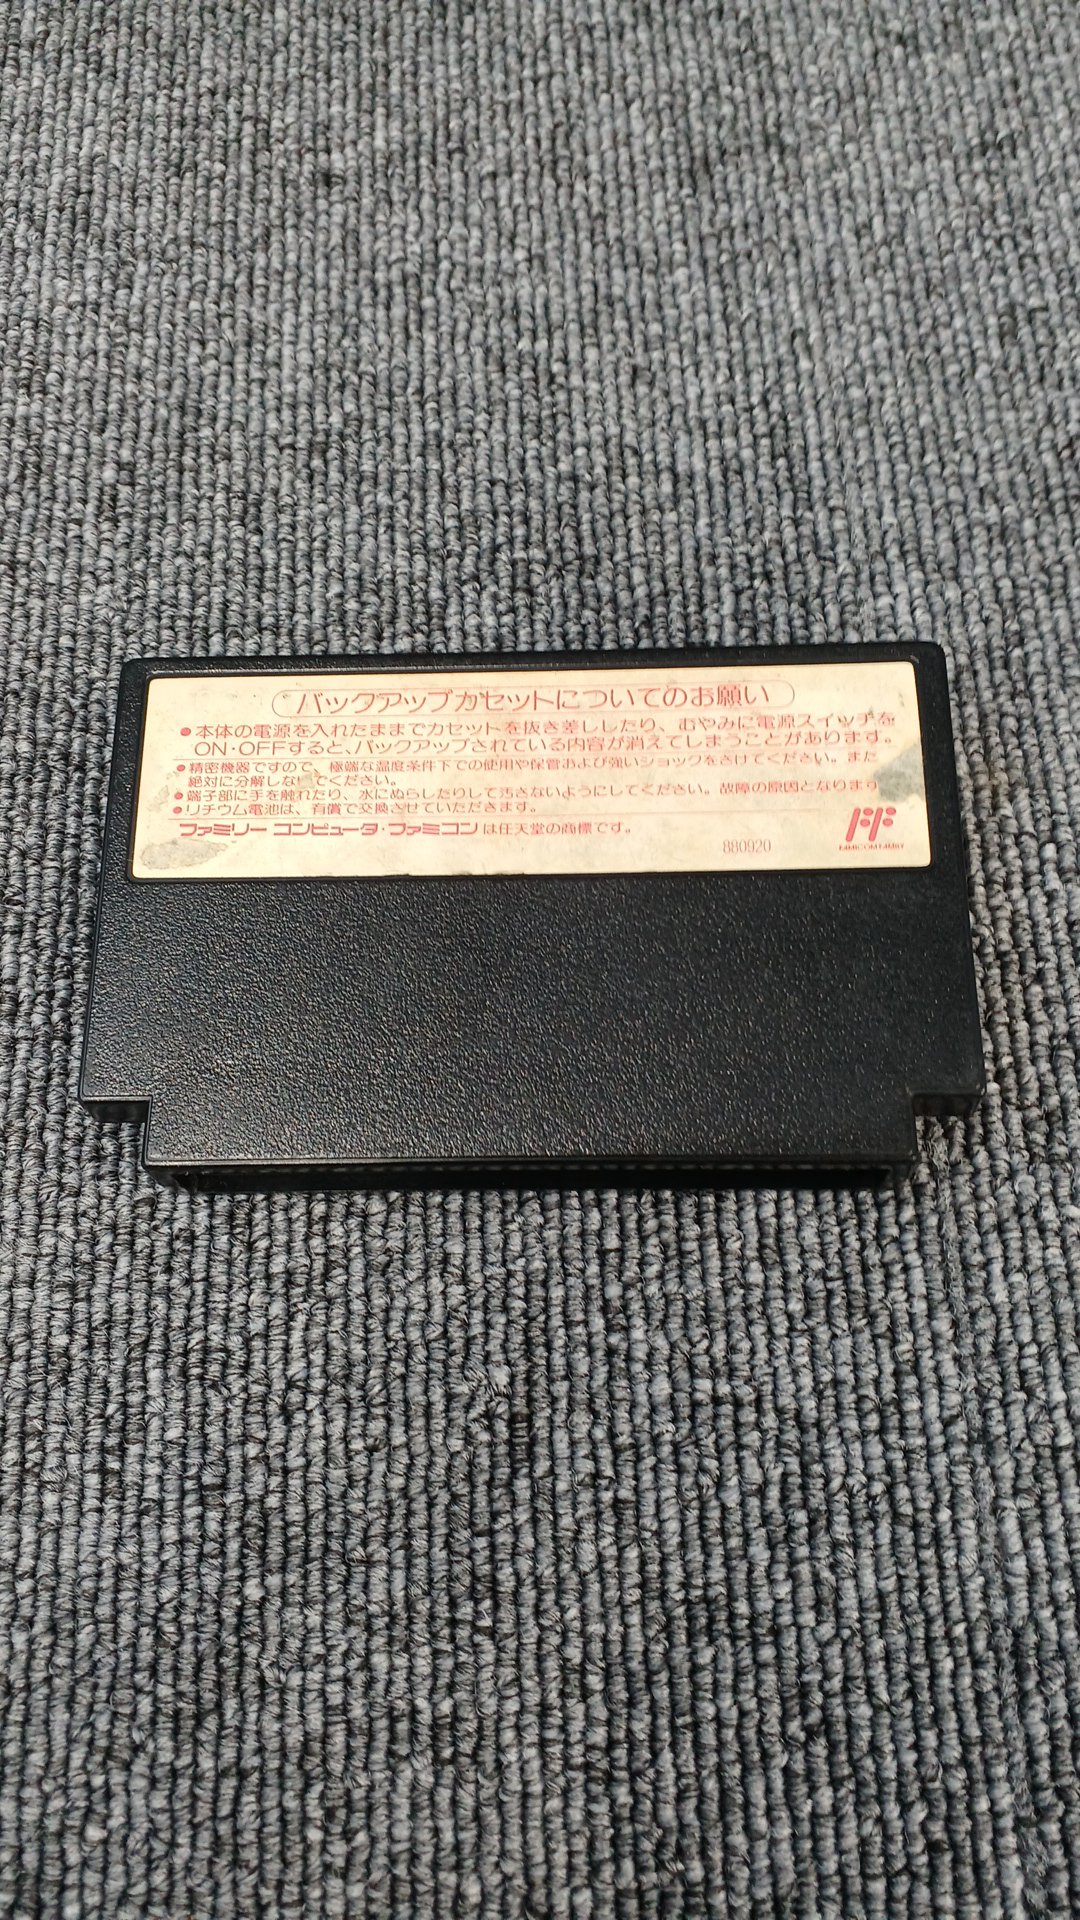 バックアップカセットについてのお願い
●本体の電源を入れたままでカセットを抜き差ししたり、むやみに電源スイッチを
ON・OFFすると、バックアップされている内容が消えてしまうことがあります。
●精密機器ですので、極端な温度条件下での使用や保管および強いショックをさけてください。また
絶対に分解しないでください。
●端子部に手を触れたり、水にぬらしたりして汚さないようにしてください。故障の原因となります
●リチウム電池は、有償で交換させていただきます。
ファミリー コンピュータ・ファミコンは任天堂の商標です。
880920
FAMICOM FAMILY